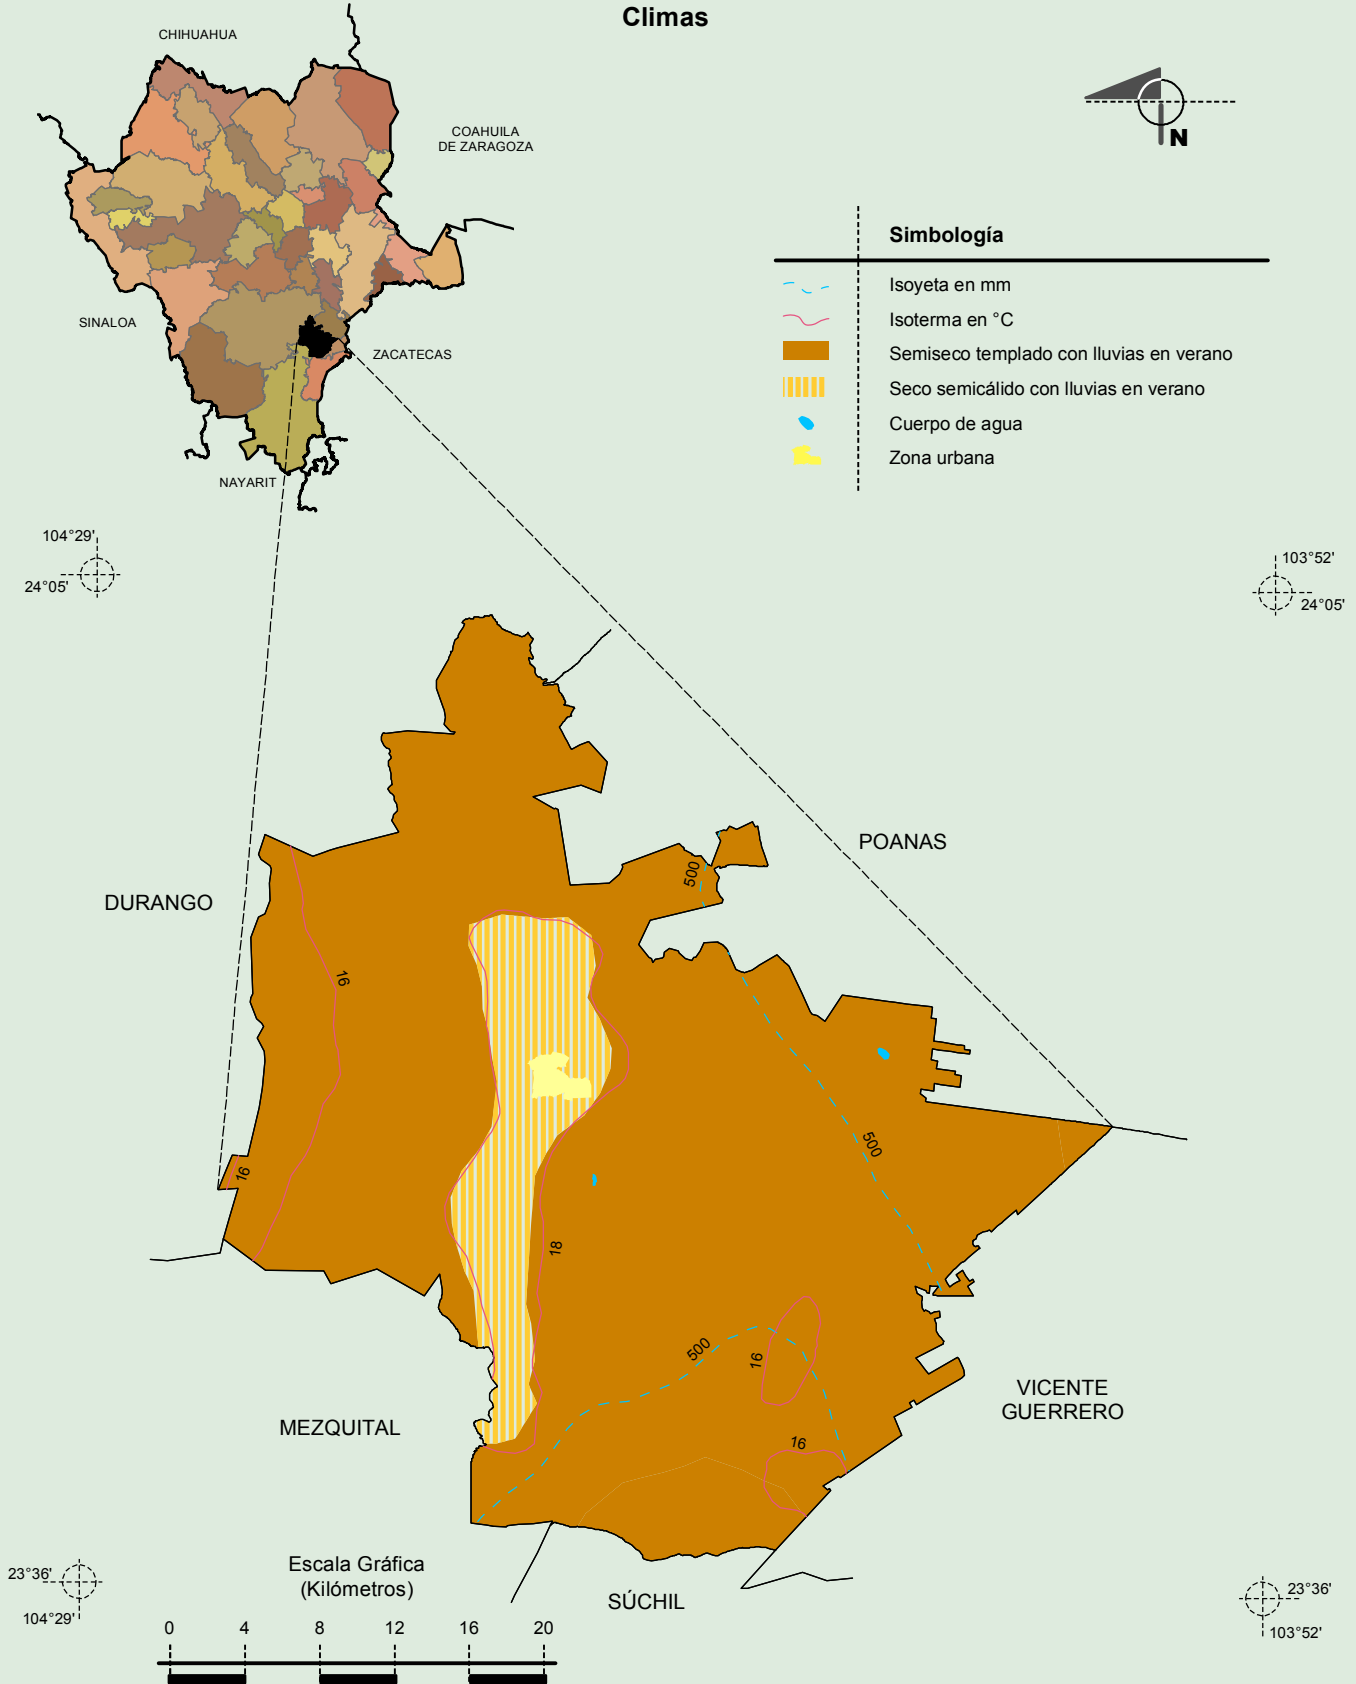 Climas
CHIHUAHUA
COAHUILA
DE ZARAGOZA
N
SINALOA
ZACATECAS
NAYARIT
Simbología
Isoyeta en mm
Isoterma en °C
Semiseco templado con lluvias en verano
Seco semicálido con lluvias en verano
Cuerpo de agua
Zona urbana
104°29'
24°05'
103°52'
24°05'
POANAS
DURANGO
500
16
500
16
18
500
16
16
VICENTE
GUERRERO
MEZQUITAL
SÚCHIL
23°36'
104°29'
23°36'
103°52'
Escala Gráfica
(Kilómetros)
0 4 8 12 16 20